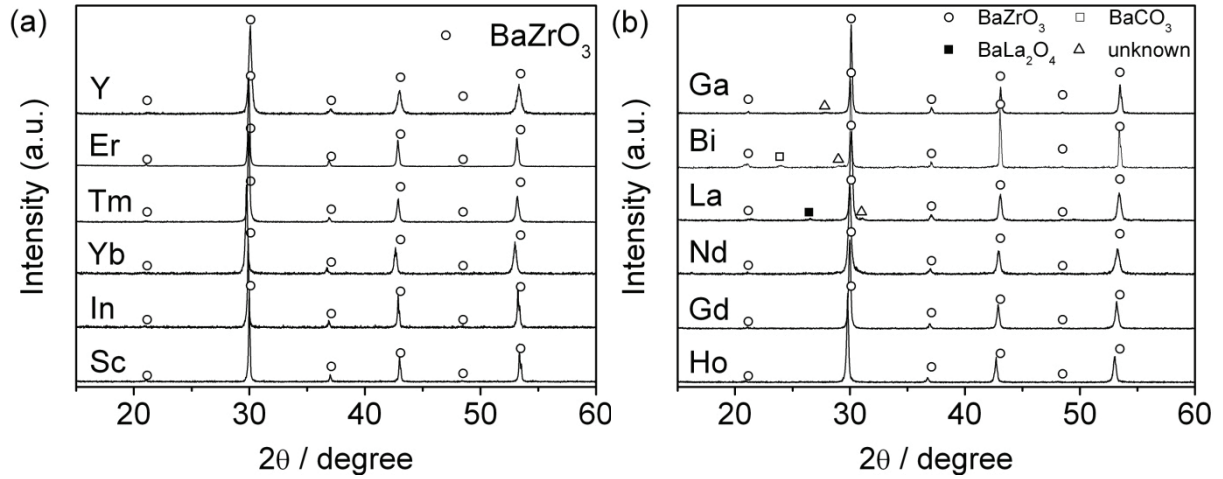 (a)
○ BaZrO₃
Y
Er
Tm
Yb
In
Sc
Intensity (a.u.)
20 30 40 50 60
2θ / degree
(b)
○ BaZrO₃ □ BaCO₃
■ BaLa₂O₄ △ unknown
Ga
Bi
La
Nd
Gd
Ho
Intensity (a.u.)
20 30 40 50 60
2θ / degree